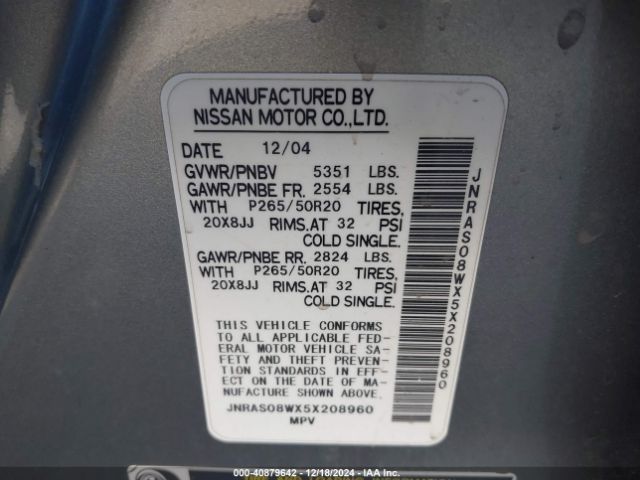 MANUFACTURED BY
NISSAN MOTOR CO.,LTD.
DATE 12/04
GVWR/PNBV 5351 LBS.
GAWR/PNBE FR. 2554 LBS.
WITH P265/50R20 TIRES,
20X8JJ RIMS.AT 32 PSI
COLD SINGLE.
GAWR/PNBE RR. 2824 LBS.
WITH P265/50R20 TIRES,
20X8JJ RIMS.AT 32 PSI
COLD SINGLE.
THIS VEHICLE CONFORMS
TO ALL APPLICABLE FED-
ERAL MOTOR VEHICLE SA-
FETY AND THEFT PREVEN-
TION STANDARDS IN EFF-
ECT ON THE DATE OF MA-
NUFACTURE SHOWN ABOVE.
JNRAS08WX5X208960
MPV
JNRAS08WX5X208960
000-40879642 - 12/18/2024 - IAA Inc.